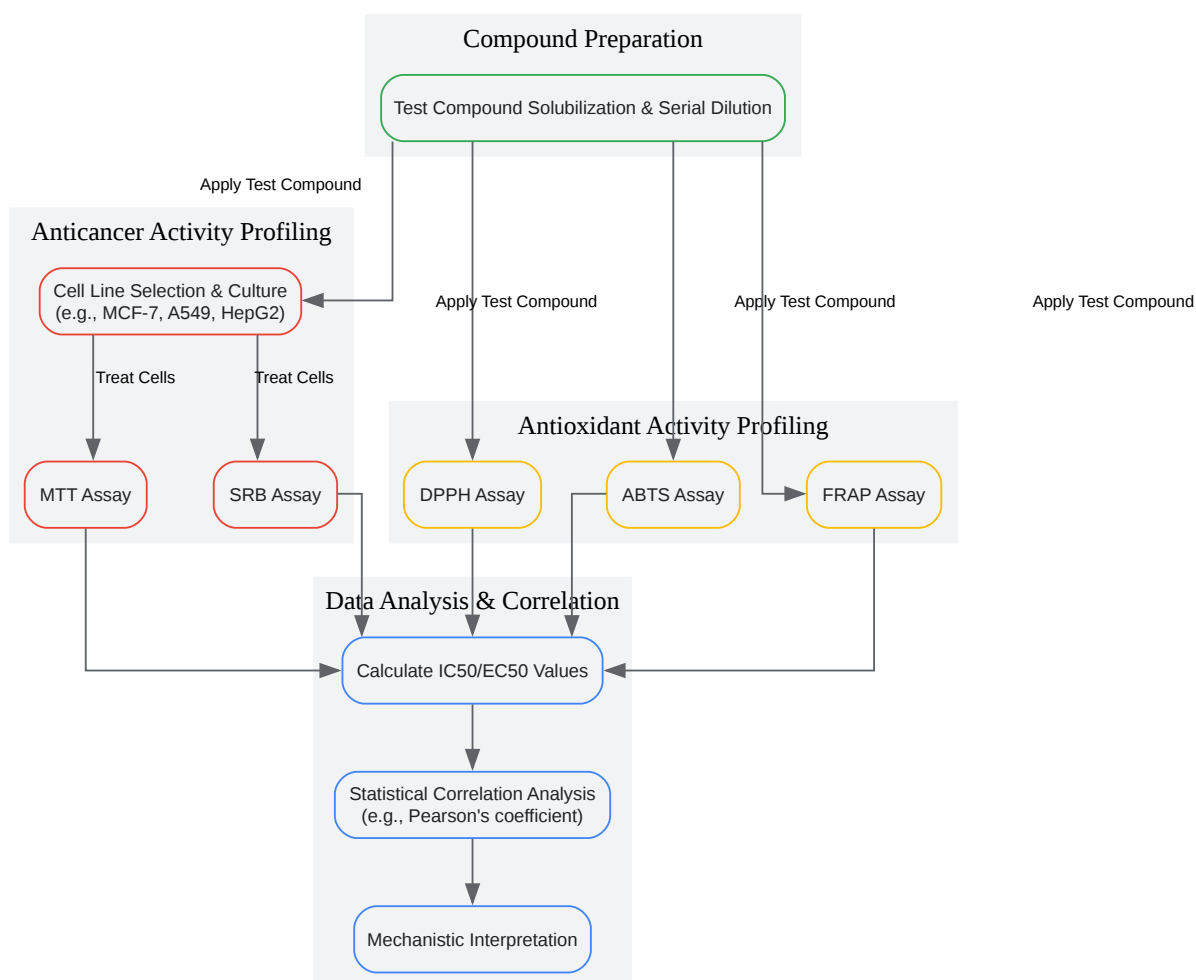 Compound Preparation
Test Compound Solubilization & Serial Dilution
Apply Test Compound
Anticancer Activity Profiling
Cell Line Selection & Culture
(e.g., MCF-7, A549, HepG2)
Apply Test Compound
Apply Test Compound
Apply Test Compound
Treat Cells
Treat Cells
Antioxidant Activity Profiling
MTT Assay
SRB Assay
DPPH Assay
ABTS Assay
FRAP Assay
Data Analysis & Correlation
Calculate IC50/EC50 Values
Statistical Correlation Analysis
(e.g., Pearson's coefficient)
Mechanistic Interpretation